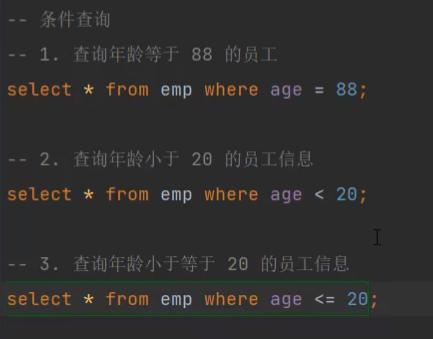 -- 条件查询
-- 1. 查询年龄等于 88 的员工
select * from emp where age = 88;
-- 2. 查询年龄小于 20 的员工信息
select * from emp where age < 20;
-- 3. 查询年龄小于等于 20 的员工信息
select * from emp where age <= 20;